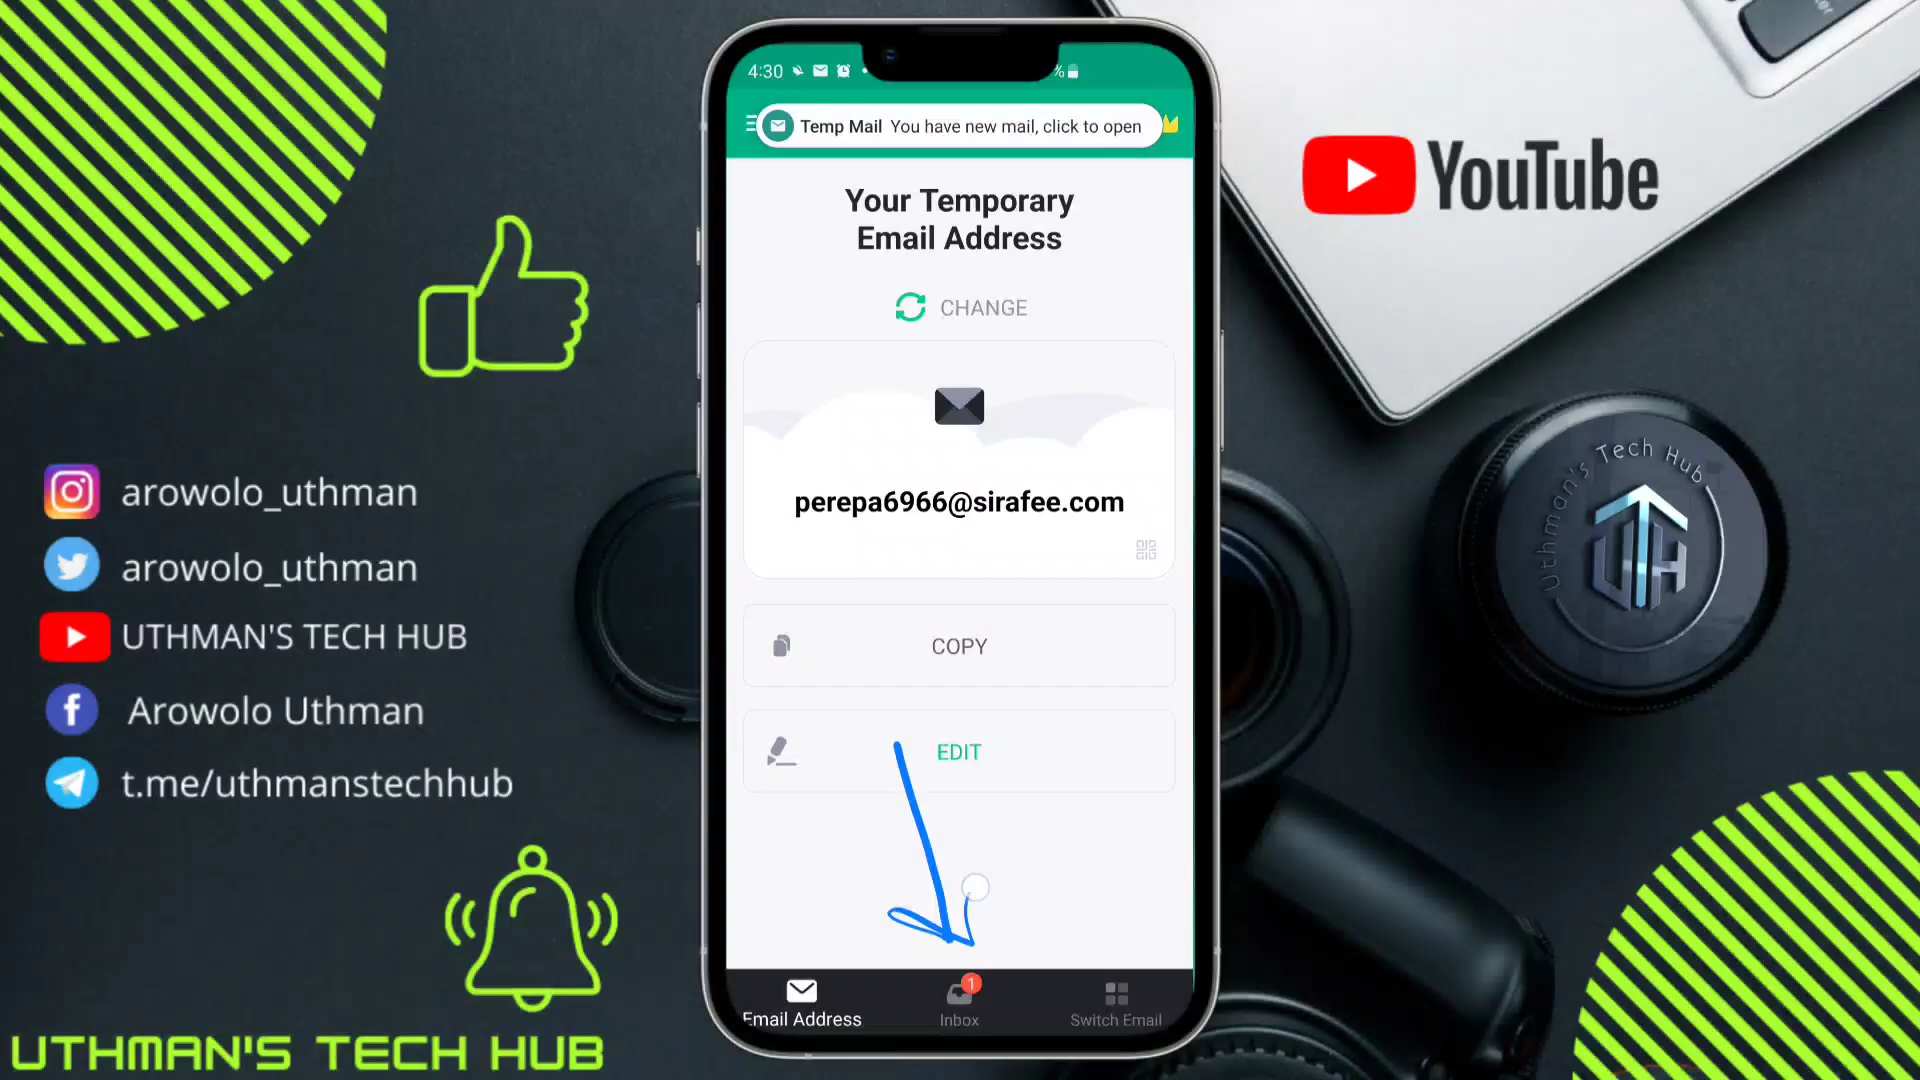 4:30
%
Temp Mail You have new mail, click to open
Your Temporary
Email Address
CHANGE
perepa6966@sirafee.com
COPY
EDIT
1
Email Address
Inbox
Switch Email
YouTube
Uthman's Tech Hub
UTH
arowolo_uthman
arowolo_uthman
UTHMAN'S TECH HUB
Arowolo Uthman
t.me/uthmanstechhub
UTHMAN'S TECH HUB